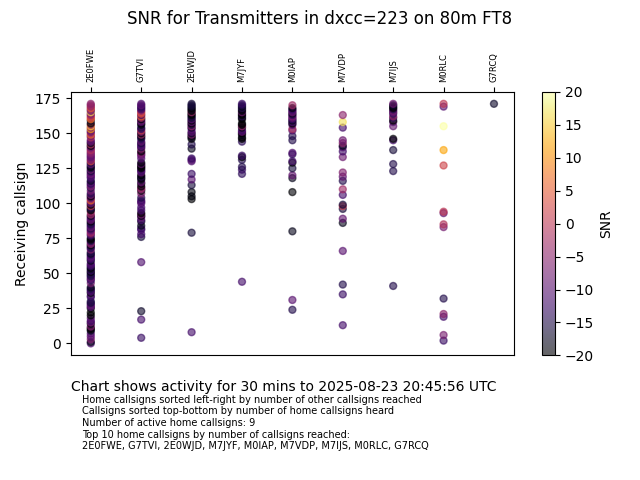 SNR for Transmitters in dxcc=223 on 80m FT8
2E0FWE
G7TVI
2E0WJD
M7JYF
M0IAP
M7VDP
M7IJS
M0RLC
G7RCQ
175
150
125
100
75
50
25
0
Receiving callsign
20
15
10
5
0
−5
−10
−15
−20
SNR
Chart shows activity for 30 mins to 2025-08-23 20:45:56 UTC
Home callsigns sorted left-right by number of other callsigns reached
Callsigns sorted top-bottom by number of home callsigns heard
Number of active home callsigns: 9
Top 10 home callsigns by number of callsigns reached:
2E0FWE, G7TVI, 2E0WJD, M7JYF, M0IAP, M7VDP, M7IJS, M0RLC, G7RCQ